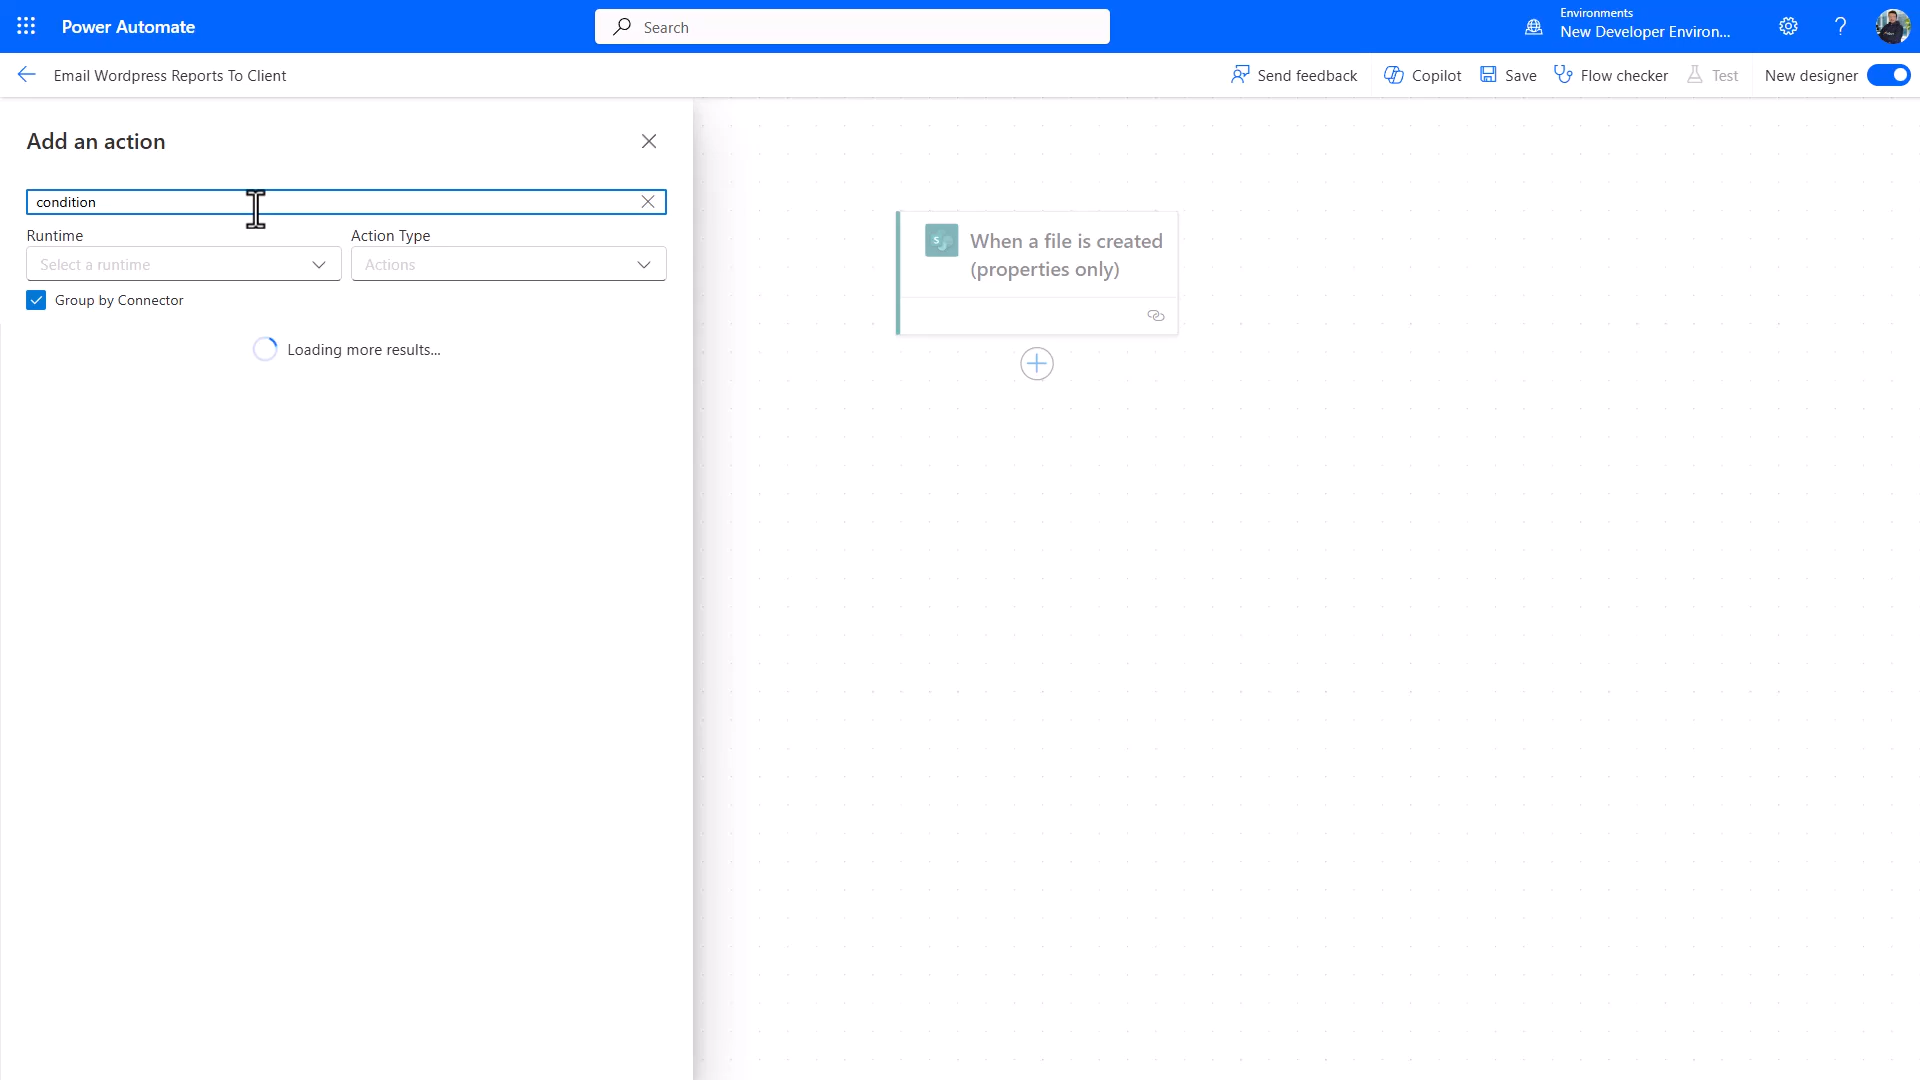 Power Automate
Search
Environments
New Developer Environ...
?
Email Wordpress Reports To Client
Send feedback
Copilot
Save
Flow checker
Test
New designer
Add an action
condition
Runtime
Action Type
Select a runtime
Actions
Group by Connector
Loading more results...
S
When a file is created
(properties only)